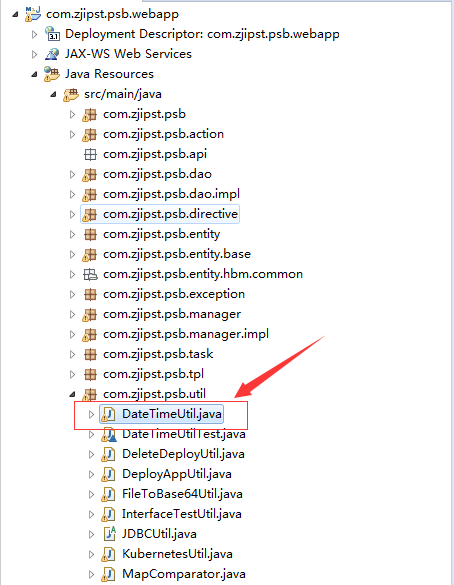 com.zjipst.psb.webapp
Deployment Descriptor: com.zjipst.psb.webapp
JAX-WS Web Services
Java Resources
src/main/java
com.zjipst.psb
com.zjipst.psb.action
com.zjipst.psb.api
com.zjipst.psb.dao
com.zjipst.psb.dao.impl
com.zjipst.psb.directive
com.zjipst.psb.entity
com.zjipst.psb.entity.base
com.zjipst.psb.entity.hbm.common
com.zjipst.psb.exception
com.zjipst.psb.manager
com.zjipst.psb.manager.impl
com.zjipst.psb.task
com.zjipst.psb.tpl
com.zjipst.psb.util
DateTimeUtil.java
DateTimeUtilTest.java
DeleteDeployUtil.java
DeployAppUtil.java
FileToBase64Util.java
InterfaceTestUtil.java
JDBCUtil.java
KubernetesUtil.java
MapComparator.java